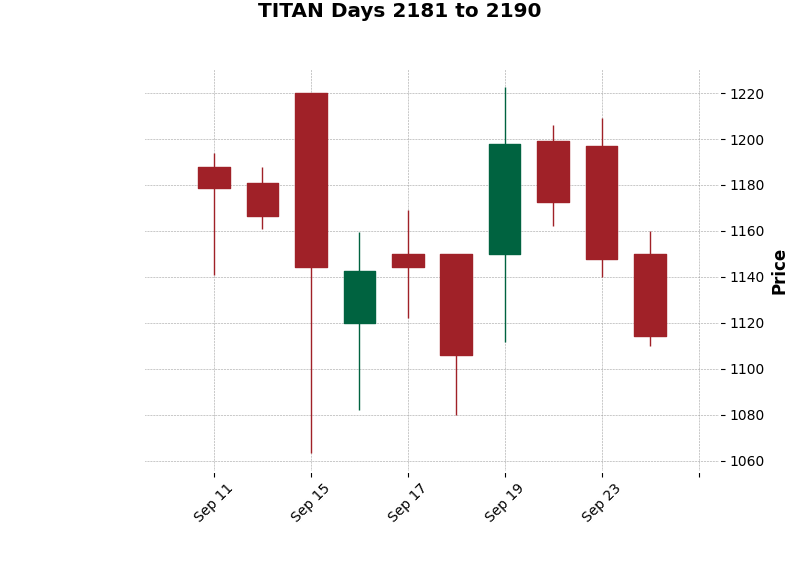 TITAN Days 2181 to 2190
1220
1200
1180
1160
1140
1120
1100
1080
1060
Price
Sep 11
Sep 15
Sep 17
Sep 19
Sep 23